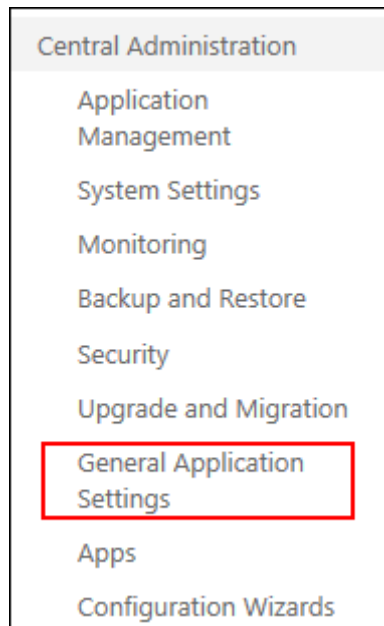 Central Administration
Application
Management
System Settings
Monitoring
Backup and Restore
Security
Upgrade and Migration
General Application
Settings
Apps
Configuration Wizards